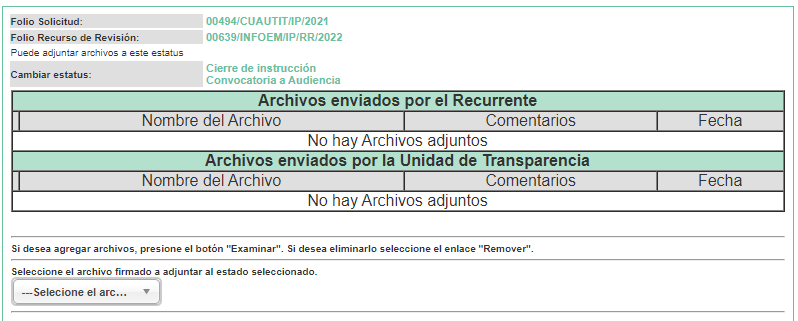 Folio Solicitud: 00494/CUAUTIT/IP/2021
Folio Recurso de Revisión: 00639/INFOEM/IP/RR/2022
Puede adjuntar archivos a este estatus
Cambiar estatus: Cierre de instrucción
Convocatoria a Audiencia
Archivos enviados por el Recurrente
Nombre del Archivo Comentarios Fecha
No hay Archivos adjuntos
Archivos enviados por la Unidad de Transparencia
Nombre del Archivo Comentarios Fecha
No hay Archivos adjuntos
Si desea agregar archivos, presione el botón "Examinar". Si desea eliminarlo seleccione el enlace "Remover".
Seleccione el archivo firmado a adjuntar al estado seleccionado.
---Selecione el arc...